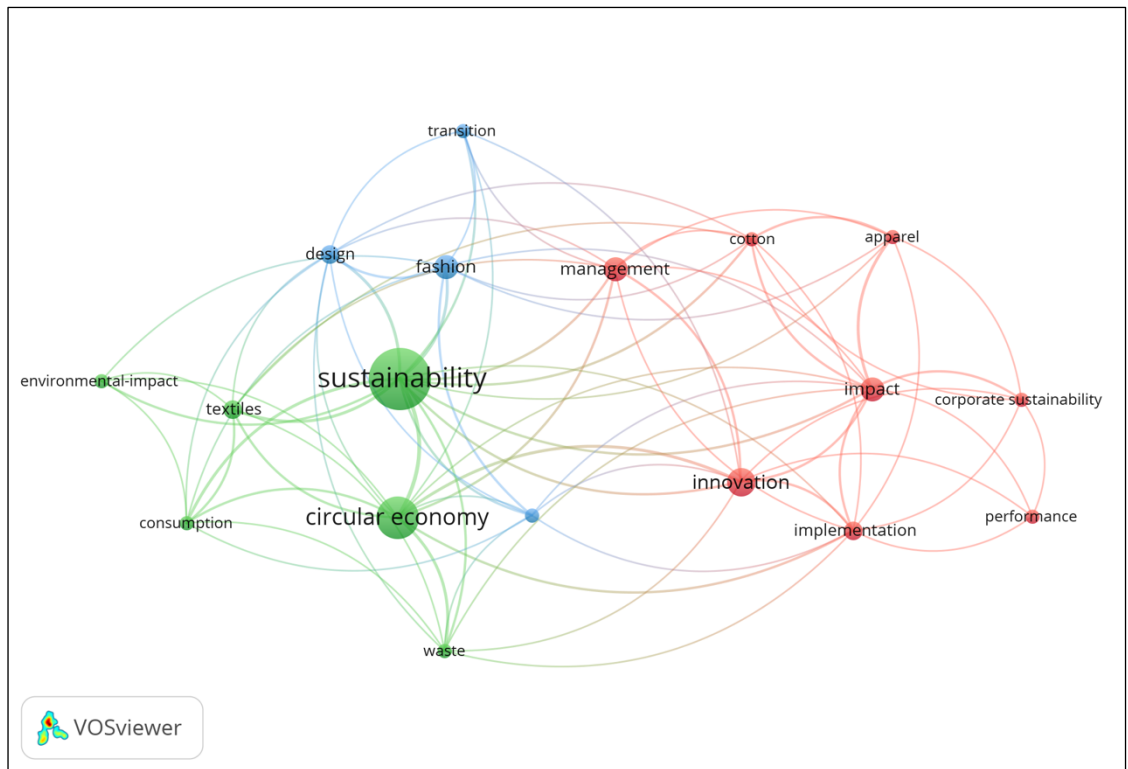 transition
design
fashion
management
cotton
apparel
environmental-impact
sustainability
textiles
impact
corporate sustainability
innovation
circular economy
consumption
implementation
performance
waste
VOSviewer